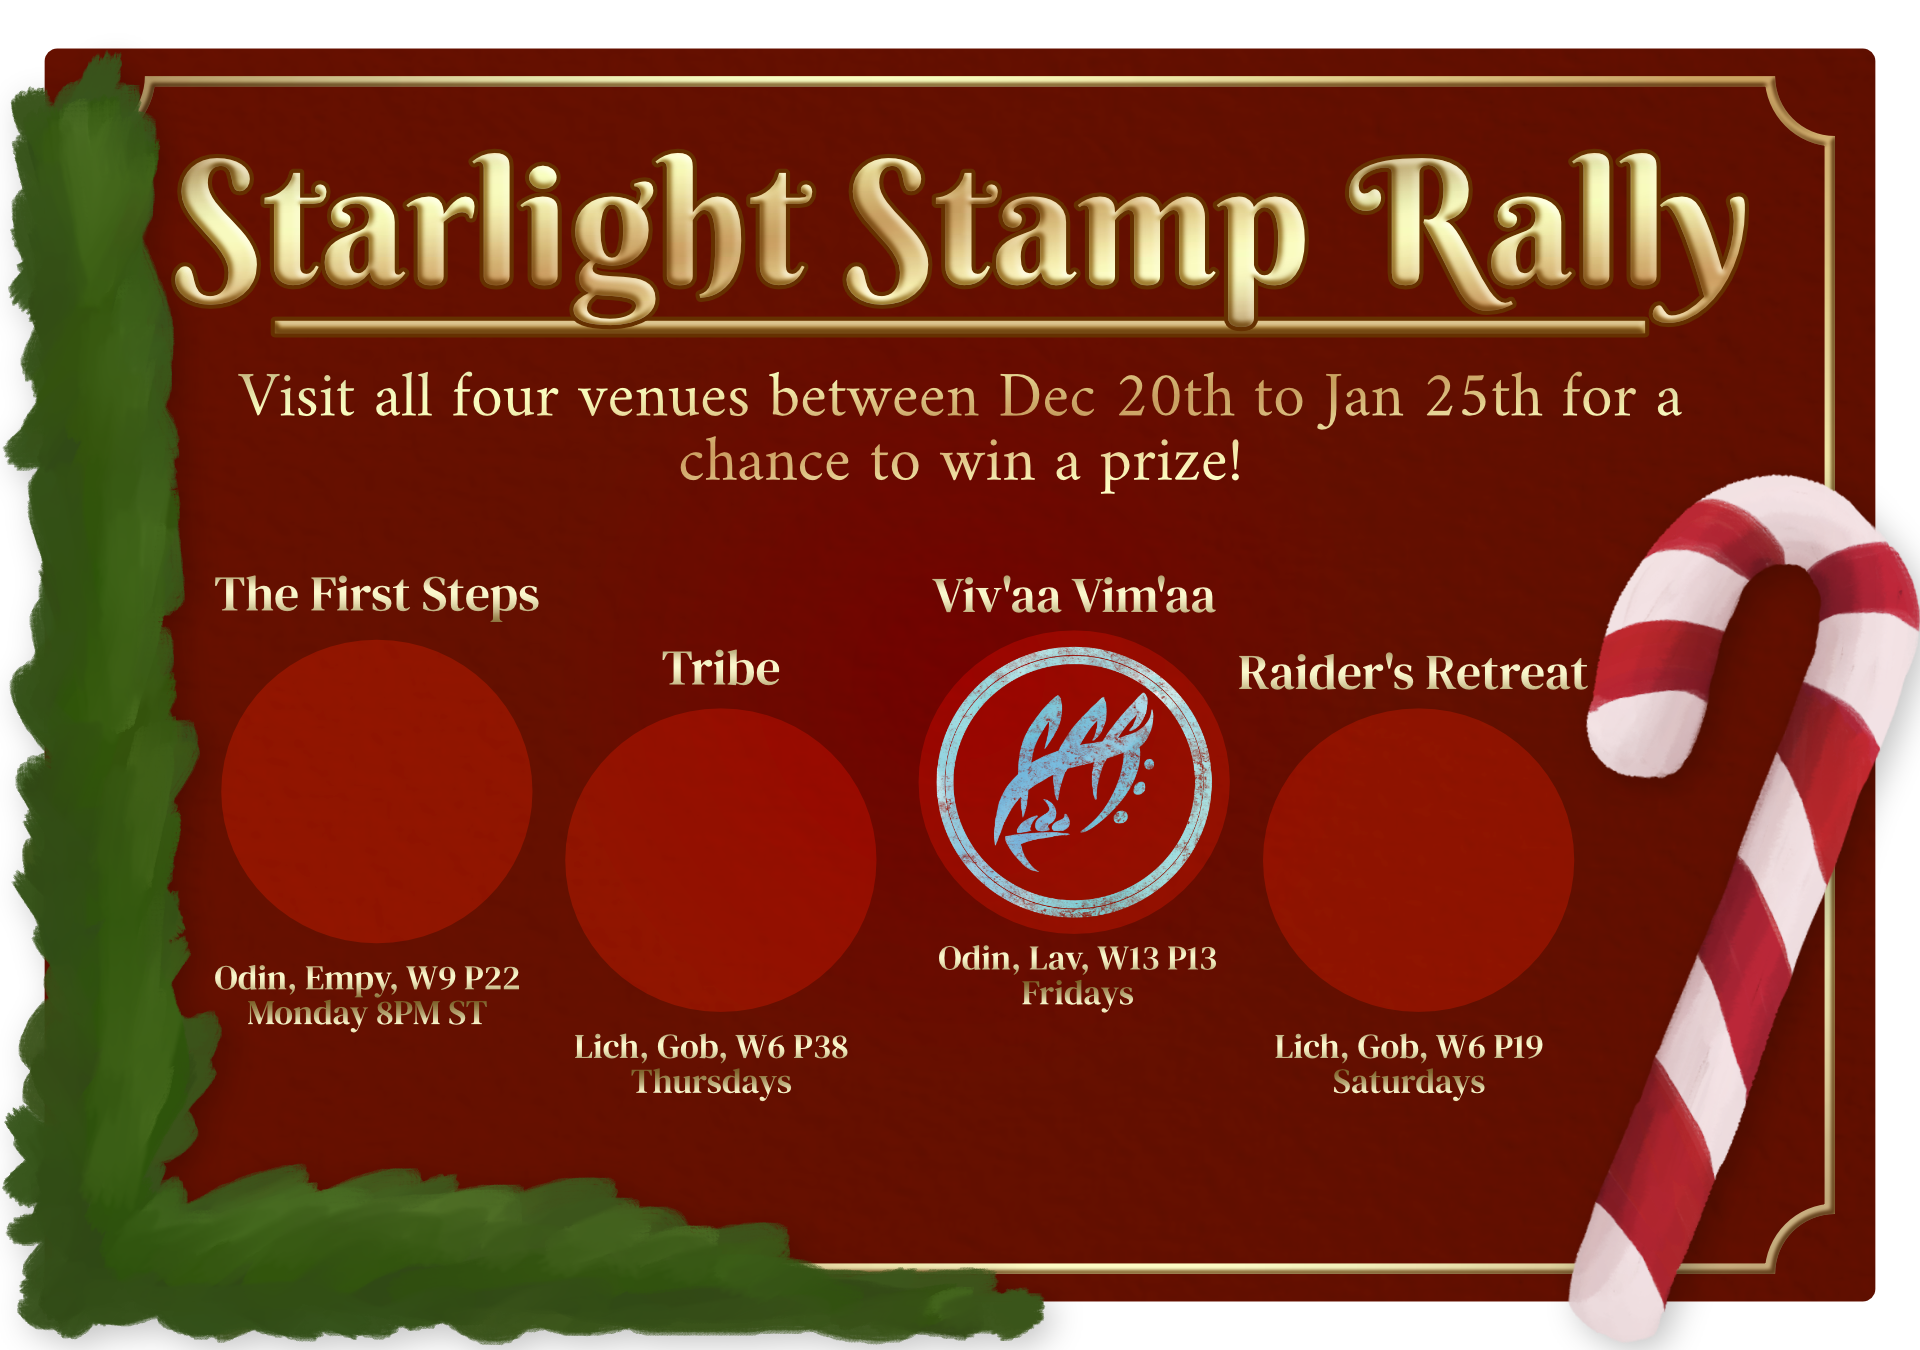 Starlight Stamp Rally
Visit all four venues between Dec 20th to Jan 25th for a
chance to win a prize!
The First Steps
Odin, Empy, W9 P22
Monday 8PM ST
Tribe
Lich, Gob, W6 P38
Thursdays
Viv'aa Vim'aa
Odin, Lav, W13 P13
Fridays
Raider's Retreat
Lich, Gob, W6 P19
Saturdays